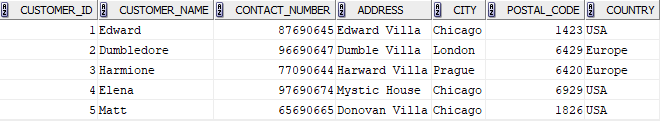 CUSTOMER_ID CUSTOMER_NAME CONTACT_NUMBER ADDRESS CITY POSTAL_CODE COUNTRY
1 Edward 87690645 Edward Villa Chicago 1423 USA
2 Dumbledore 96690647 Dumble Villa London 6429 Europe
3 Harmione 77090644 Harward Villa Prague 6420 Europe
4 Elena 97690674 Mystic House Chicago 6929 USA
5 Matt 65690665 Donovan Villa Chicago 1826 USA